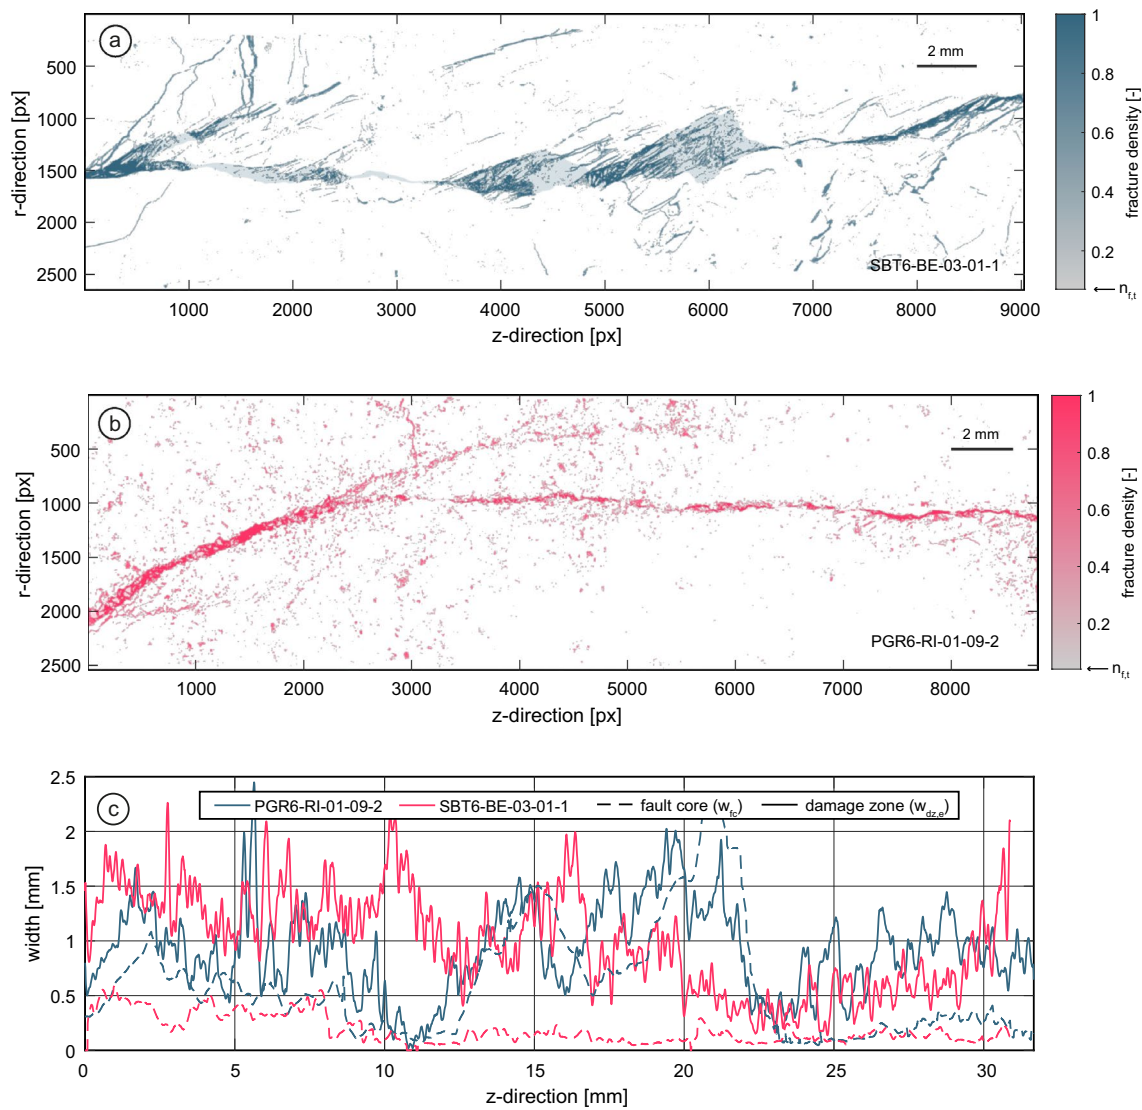 a
2 mm
SBT6-BE-03-01-1
500
1000
1500
2000
2500
r-direction [px]
1000 2000 3000 4000 5000 6000 7000 8000 9000
z-direction [px]
1
0.8
0.6
0.4
0.2
← n_f,t
fracture density [-]
b
2 mm
PGR6-RI-01-09-2
500
1000
1500
2000
2500
r-direction [px]
1000 2000 3000 4000 5000 6000 7000 8000
z-direction [px]
1
0.8
0.6
0.4
0.2
← n_f,t
fracture density [-]
c
PGR6-RI-01-09-2 SBT6-BE-03-01-1 fault core (w_fc) damage zone (w_dz,e)
2.5
2
1.5
1
0.5
0
width [mm]
0 5 10 15 20 25 30
z-direction [mm]